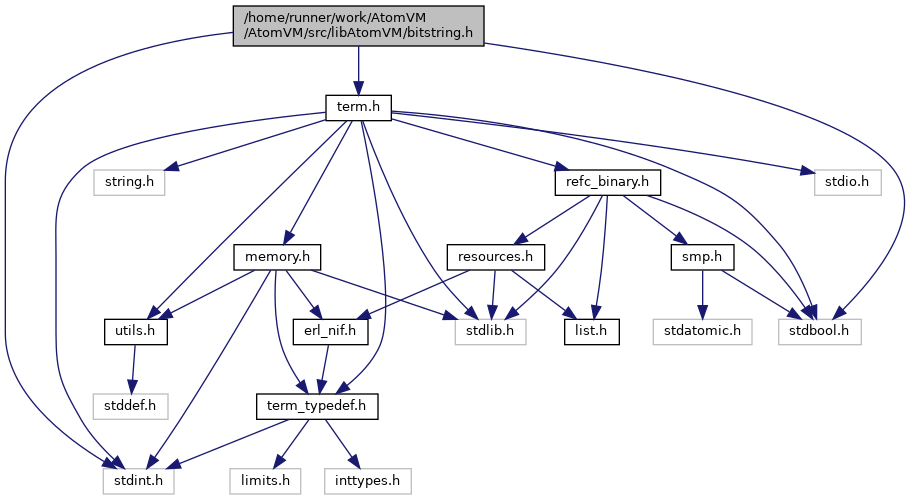 /home/runner/work/AtomVM
/AtomVM/src/libAtomVM/bitstring.h
term.h
string.h
refc_binary.h
stdio.h
memory.h
resources.h
smp.h
utils.h
erl_nif.h
stdlib.h
list.h
stdatomic.h
stdbool.h
stddef.h
term_typedef.h
stdint.h
limits.h
inttypes.h